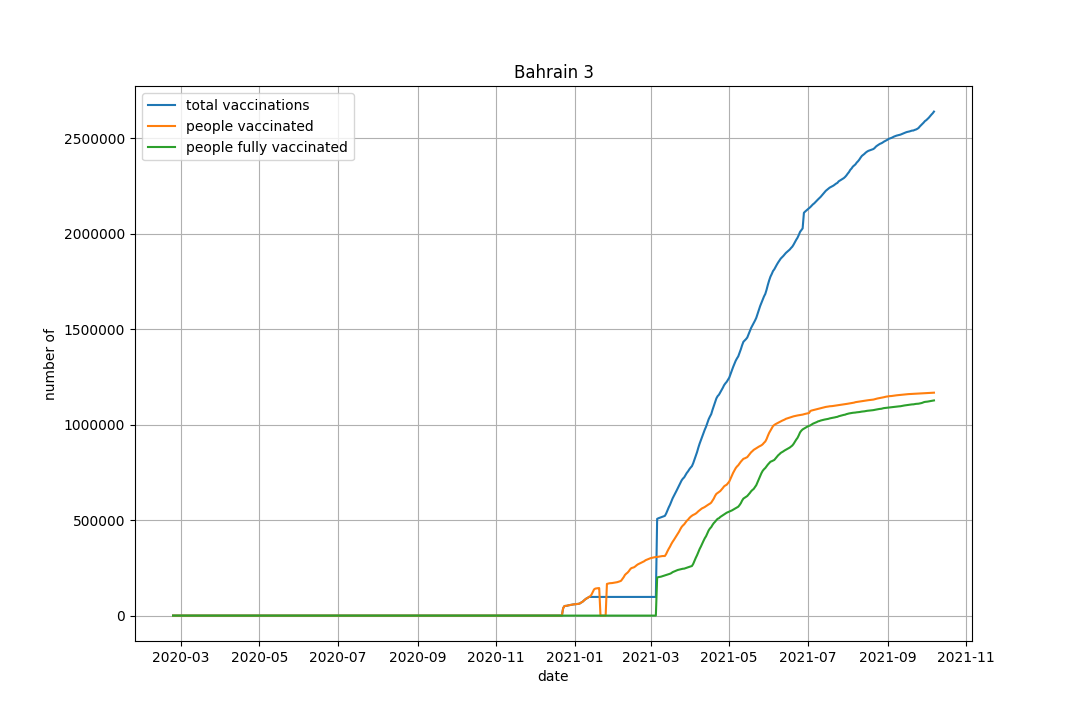 Bahrain 3
total vaccinations
people vaccinated
people fully vaccinated
number of
2500000
2000000
1500000
1000000
500000
0
2020-03 2020-05 2020-07 2020-09 2020-11 2021-01 2021-03 2021-05 2021-07 2021-09 2021-11
date